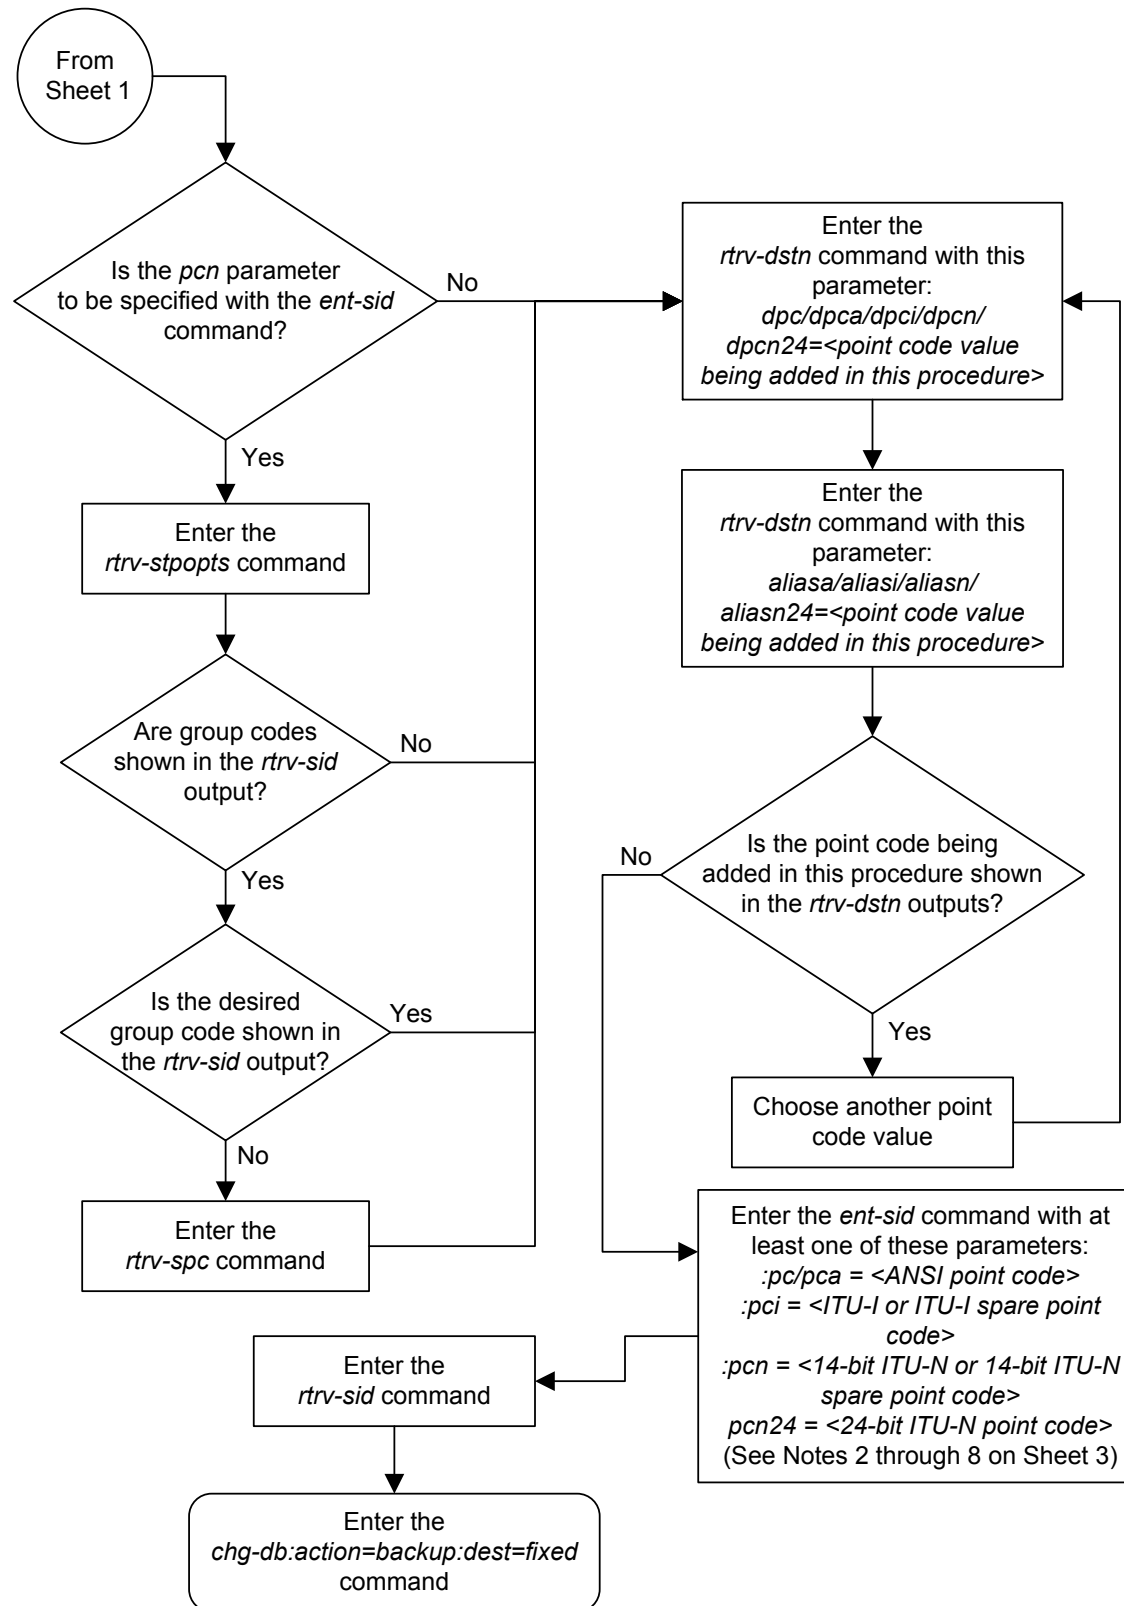 From
Sheet 1
Is the pcn parameter
to be specified with the ent-sid
command?
No
Yes
Enter the
rtrv-stpopts command
Are group codes
shown in the rtrv-sid
output?
No
Yes
Is the desired
group code shown in
the rtrv-sid output?
Yes
No
Enter the
rtrv-spc command
Enter the
rtrv-dstn command with this
parameter:
dpc/dpca/dpci/dpcn/
dpcn24=<point code value
being added in this procedure>
Enter the
rtrv-dstn command with this
parameter:
aliasa/aliasi/aliasn/
aliasn24=<point code value
being added in this procedure>
Is the point code being
added in this procedure shown
in the rtrv-dstn outputs?
No
Yes
Choose another point
code value
Enter the ent-sid command with at
least one of these parameters:
:pc/pca = <ANSI point code>
:pci = <ITU-I or ITU-I spare point
code>
:pcn = <14-bit ITU-N or 14-bit ITU-N
spare point code>
pcn24 = <24-bit ITU-N point code>
(See Notes 2 through 8 on Sheet 3)
Enter the
rtrv-sid command
Enter the
chg-db:action=backup:dest=fixed
command